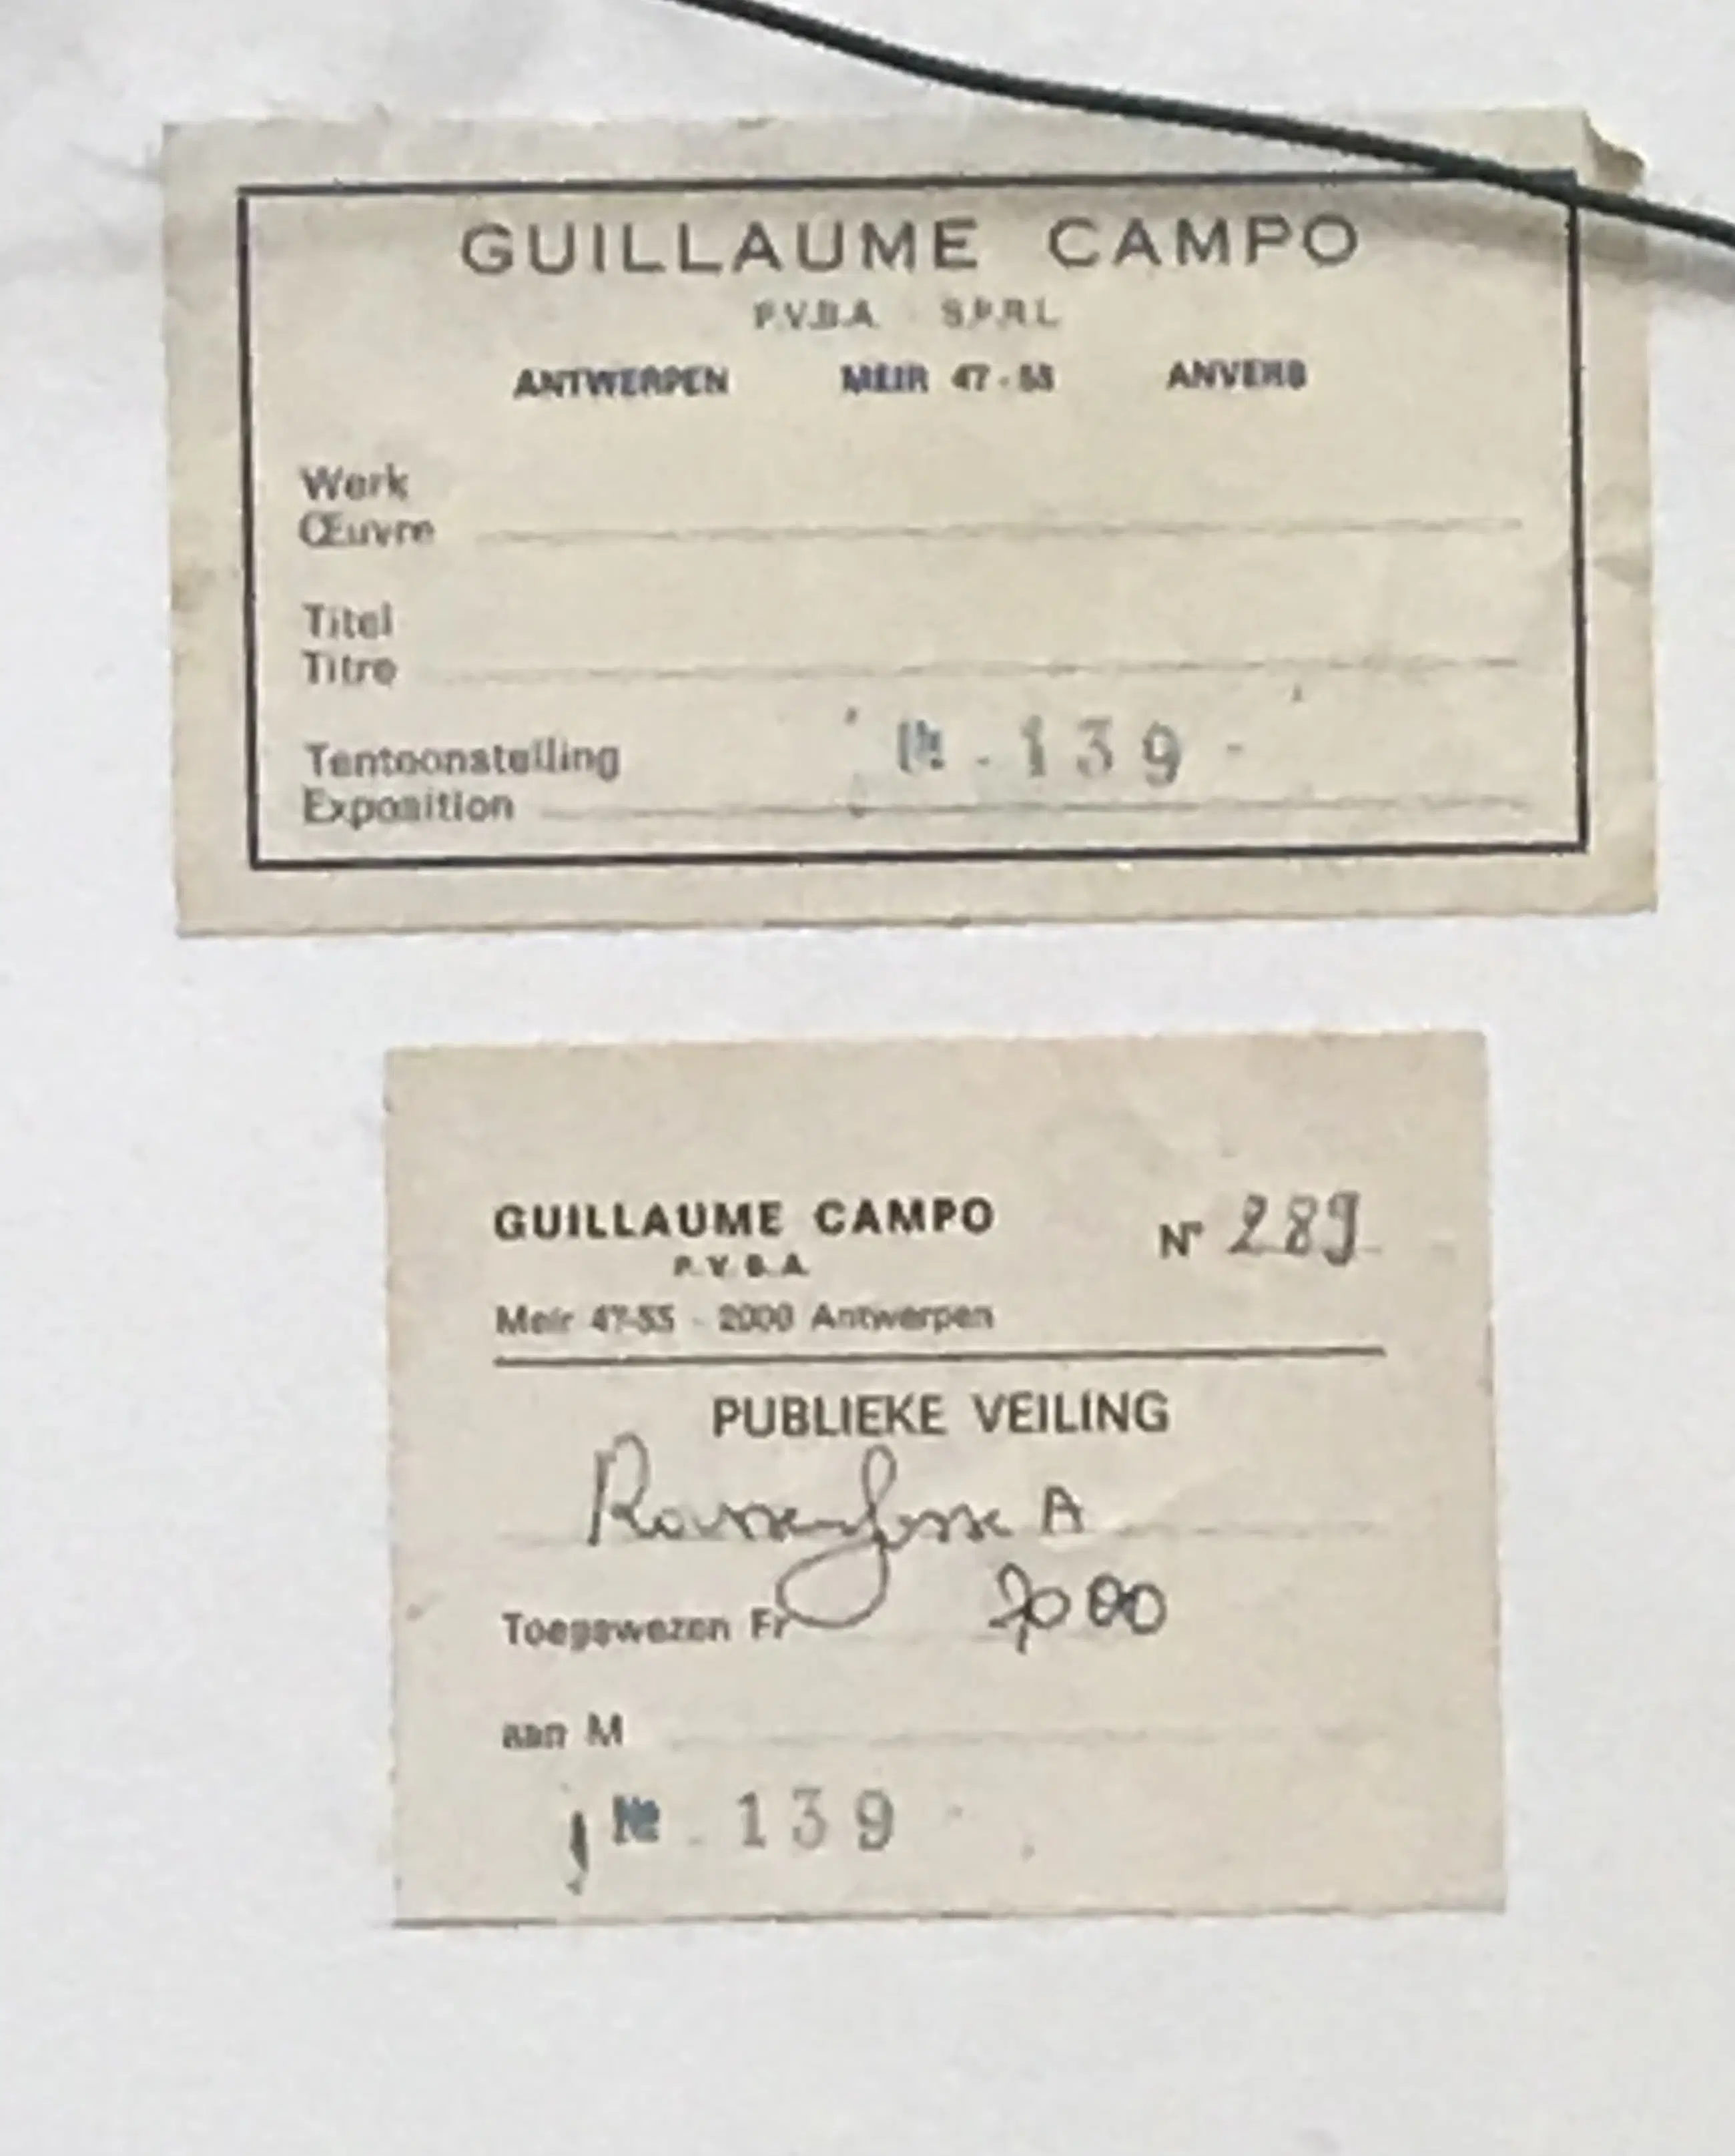 GUILLAUME CAMPO
P.V.B.A. S.P.R.L.
ANTWERPEN MEIR 47-55 ANVERS
Werk
Œuvre
Titel
Titre
Tentoonstelling № - 139 -
Exposition
GUILLAUME CAMPO N° 289
P.V.B.A.
Meir 47-55 - 2000 Antwerpen
PUBLIEKE VEILING
Rassenfosse A
Toegewezen Fr 7000
aan M
№ - 139 -